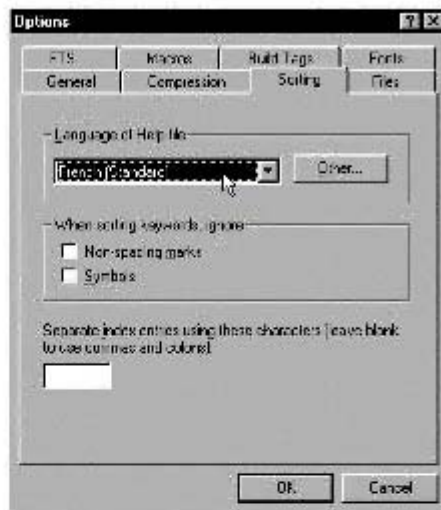 Options
FTS Macros Build Tags Fonts
General Compression Sorting Files
Language of Help file
French (Standard)
Other...
When sorting keywords, ignore
Non-spacing marks
Symbols
Separate index entries using these characters (leave blank
to use commas and colons)
OK Cancel